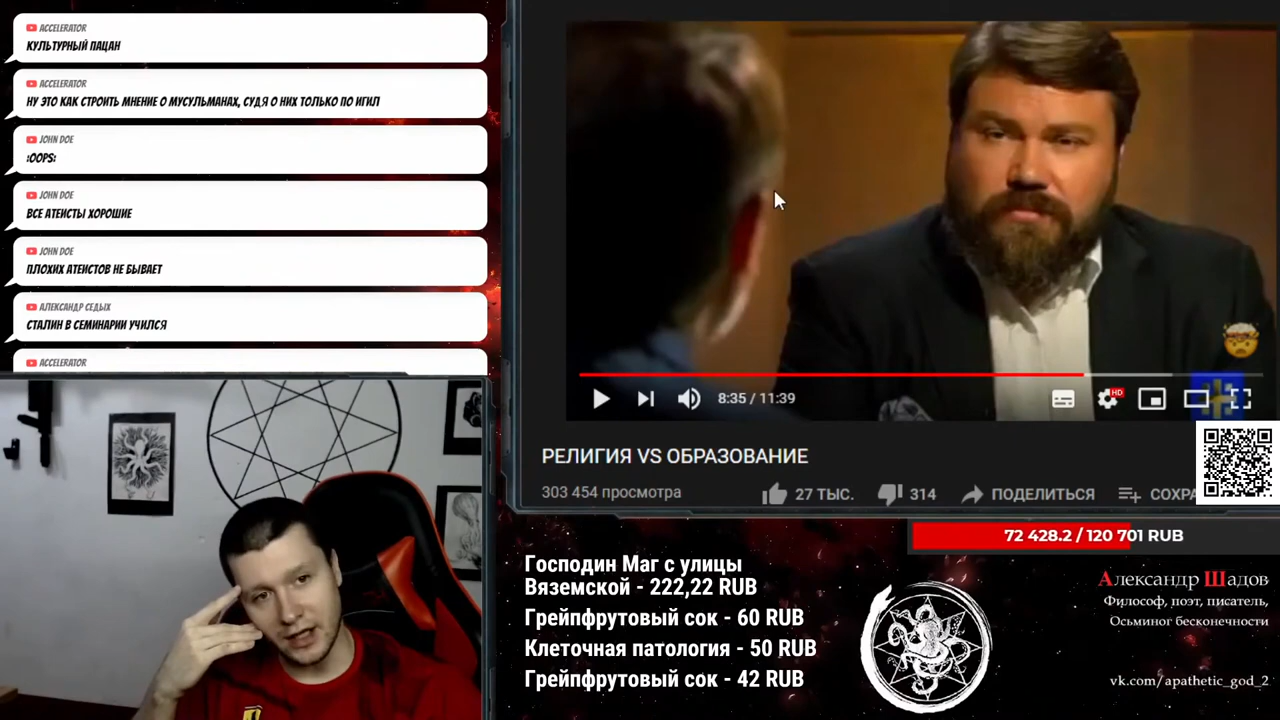 ACCELERATOR
КУЛЬТУРНЫЙ ПАЦАН
ACCELERATOR
НУ ЭТО КАК СТРОИТЬ МНЕНИЕ О МУСУЛЬМАНАХ, СУДЯ О НИХ ТОЛЬКО ПО ИГИЛ
JOHN DOE
:OOPS:
JOHN DOE
ВСЕ АТЕИСТЫ ХОРОШИЕ
JOHN DOE
ПЛОХИХ АТЕИСТОВ НЕ БЫВАЕТ
АЛЕКСАНДР СЕДЫХ
СТАЛИН В СЕМИНАРИИ УЧИЛСЯ
ACCELERATOR
8:35 / 11:39
HD
РЕЛИГИЯ VS ОБРАЗОВАНИЕ
303 454 просмотра
27 ТЫС.
314
ПОДЕЛИТЬСЯ
СОХРА
72 428.2 / 120 701 RUB
Господин Маг с улицы
Вяземской - 222,22 RUB
Грейпфрутовый сок - 60 RUB
Клеточная патология - 50 RUB
Грейпфрутовый сок - 42 RUB
Александр Шадов
Философ, поэт, писатель,
Осьминог бесконечности
vk.com/apathetic_god_2